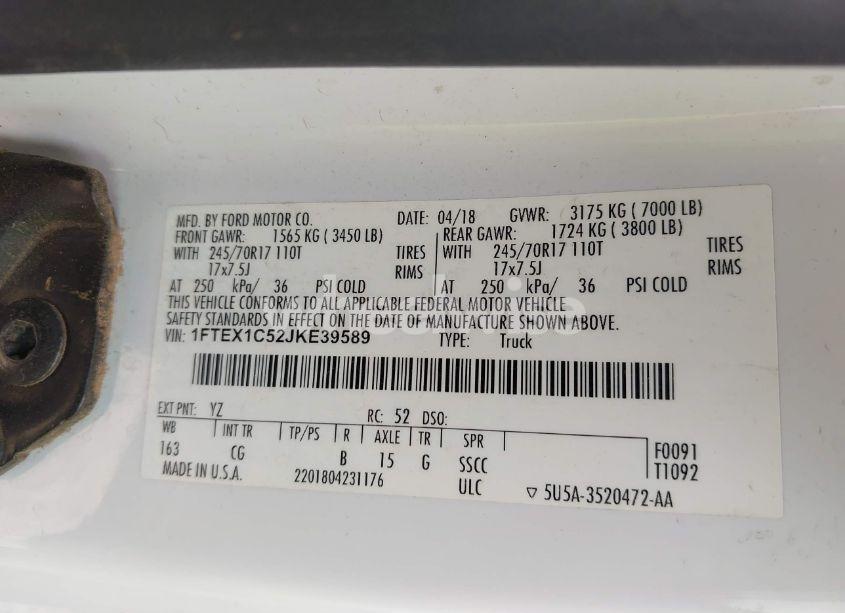 MFD. BY FORD MOTOR CO. DATE: 04/18 GVWR: 3175 KG ( 7000 LB)
FRONT GAWR: 1565 KG ( 3450 LB) REAR GAWR: 1724 KG ( 3800 LB)
WITH 245/70R17 110T TIRES WITH 245/70R17 110T TIRES
17x7.5J RIMS 17x7.5J RIMS
AT 250 kPa/ 36 PSI COLD AT 250 kPa/ 36 PSI COLD
THIS VEHICLE CONFORMS TO ALL APPLICABLE FEDERAL MOTOR VEHICLE
SAFETY STANDARDS IN EFFECT ON THE DATE OF MANUFACTURE SHOWN ABOVE.
VIN: 1FTEX1C52JKE39589 TYPE: Truck
EXT PNT: YZ RC: 52 DSO:
WB INT TR TP/PS R AXLE TR SPR
163 CG B 15 G SSCC F0091
MADE IN U.S.A. 2201804231176 ULC T1092
▽ 5U5A-3520472-AA